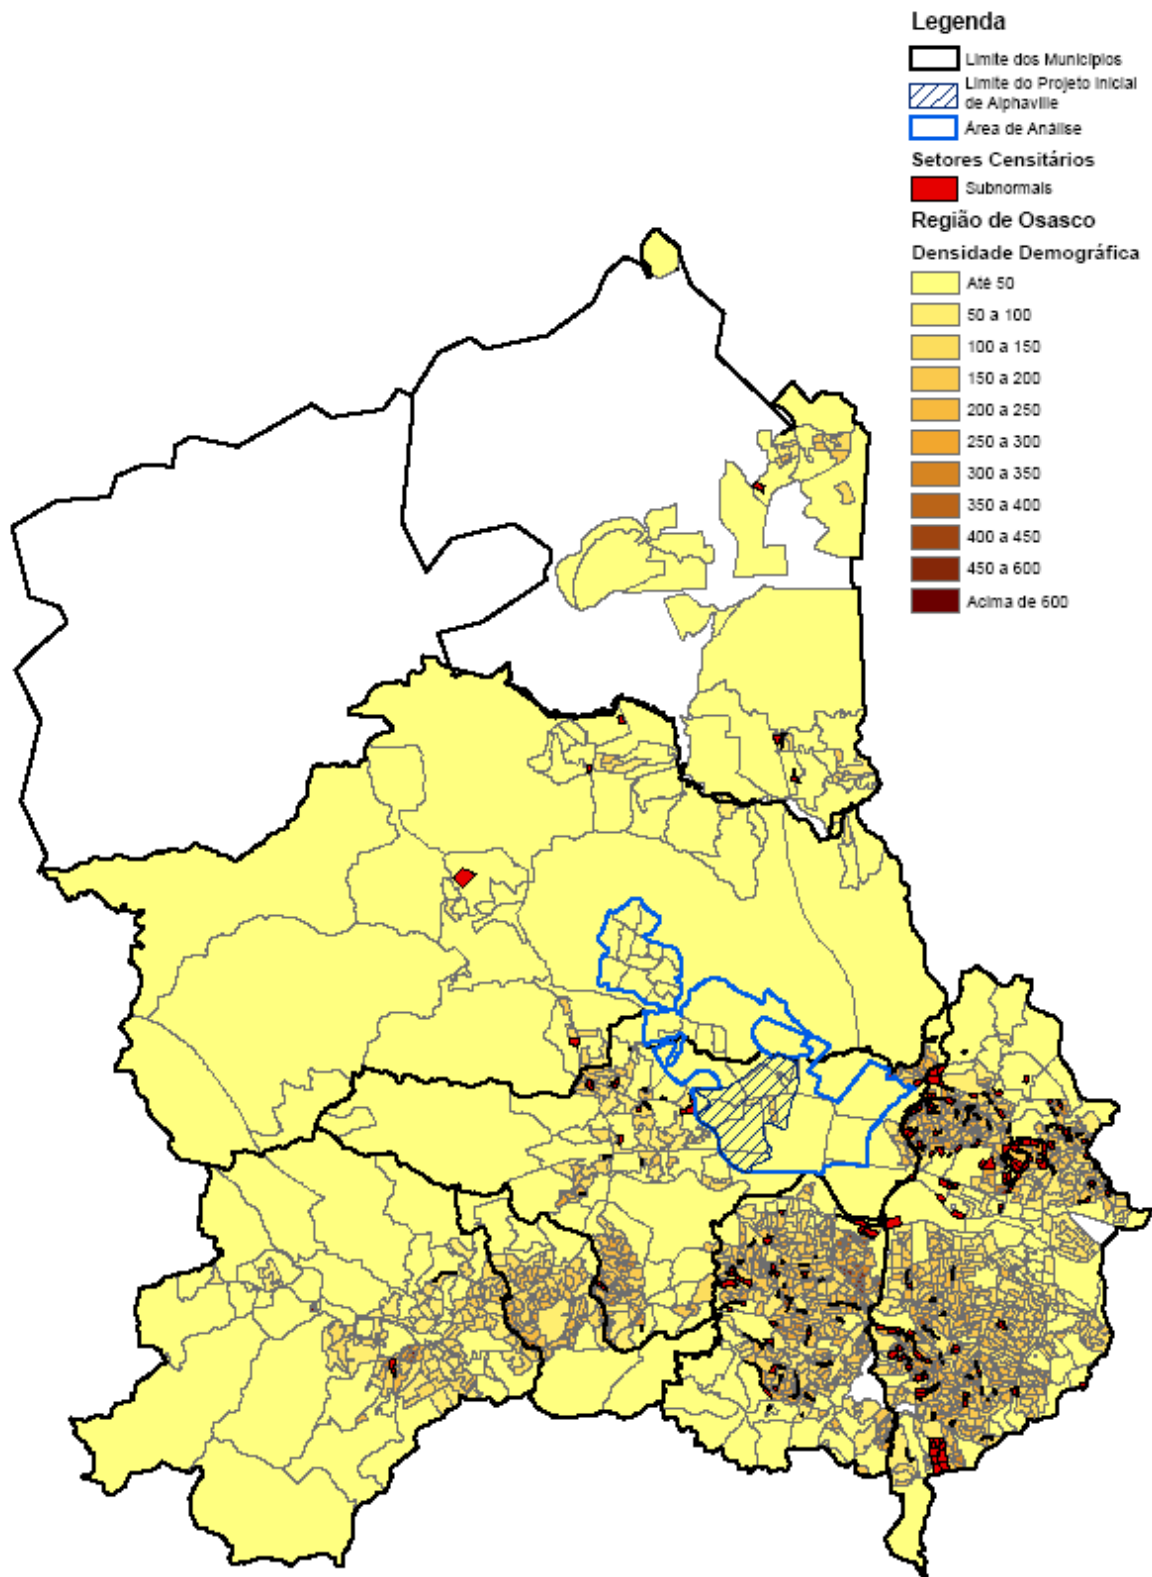 Legenda
Limite dos Municípios
Limite do Projeto Inicial
de Alphaville
Área de Análise
Setores Censitários
Subnormais
Região de Osasco
Densidade Demográfica
Até 50
50 a 100
100 a 150
150 a 200
200 a 250
250 a 300
300 a 350
350 a 400
400 a 450
450 a 600
Acima de 600